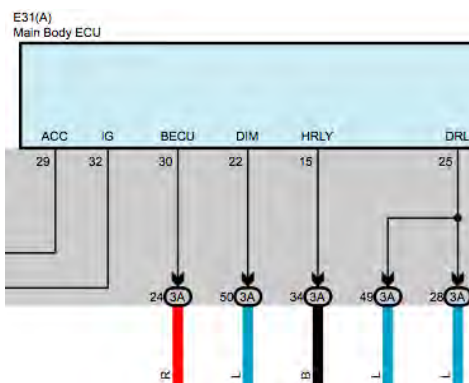 E31(A)
Main Body ECU
ACC IG BECU DIM HRLY DRL
29 32 30 22 15 25
24 3A 50 3A 34 3A 49 3A 28 3A
R L B L L